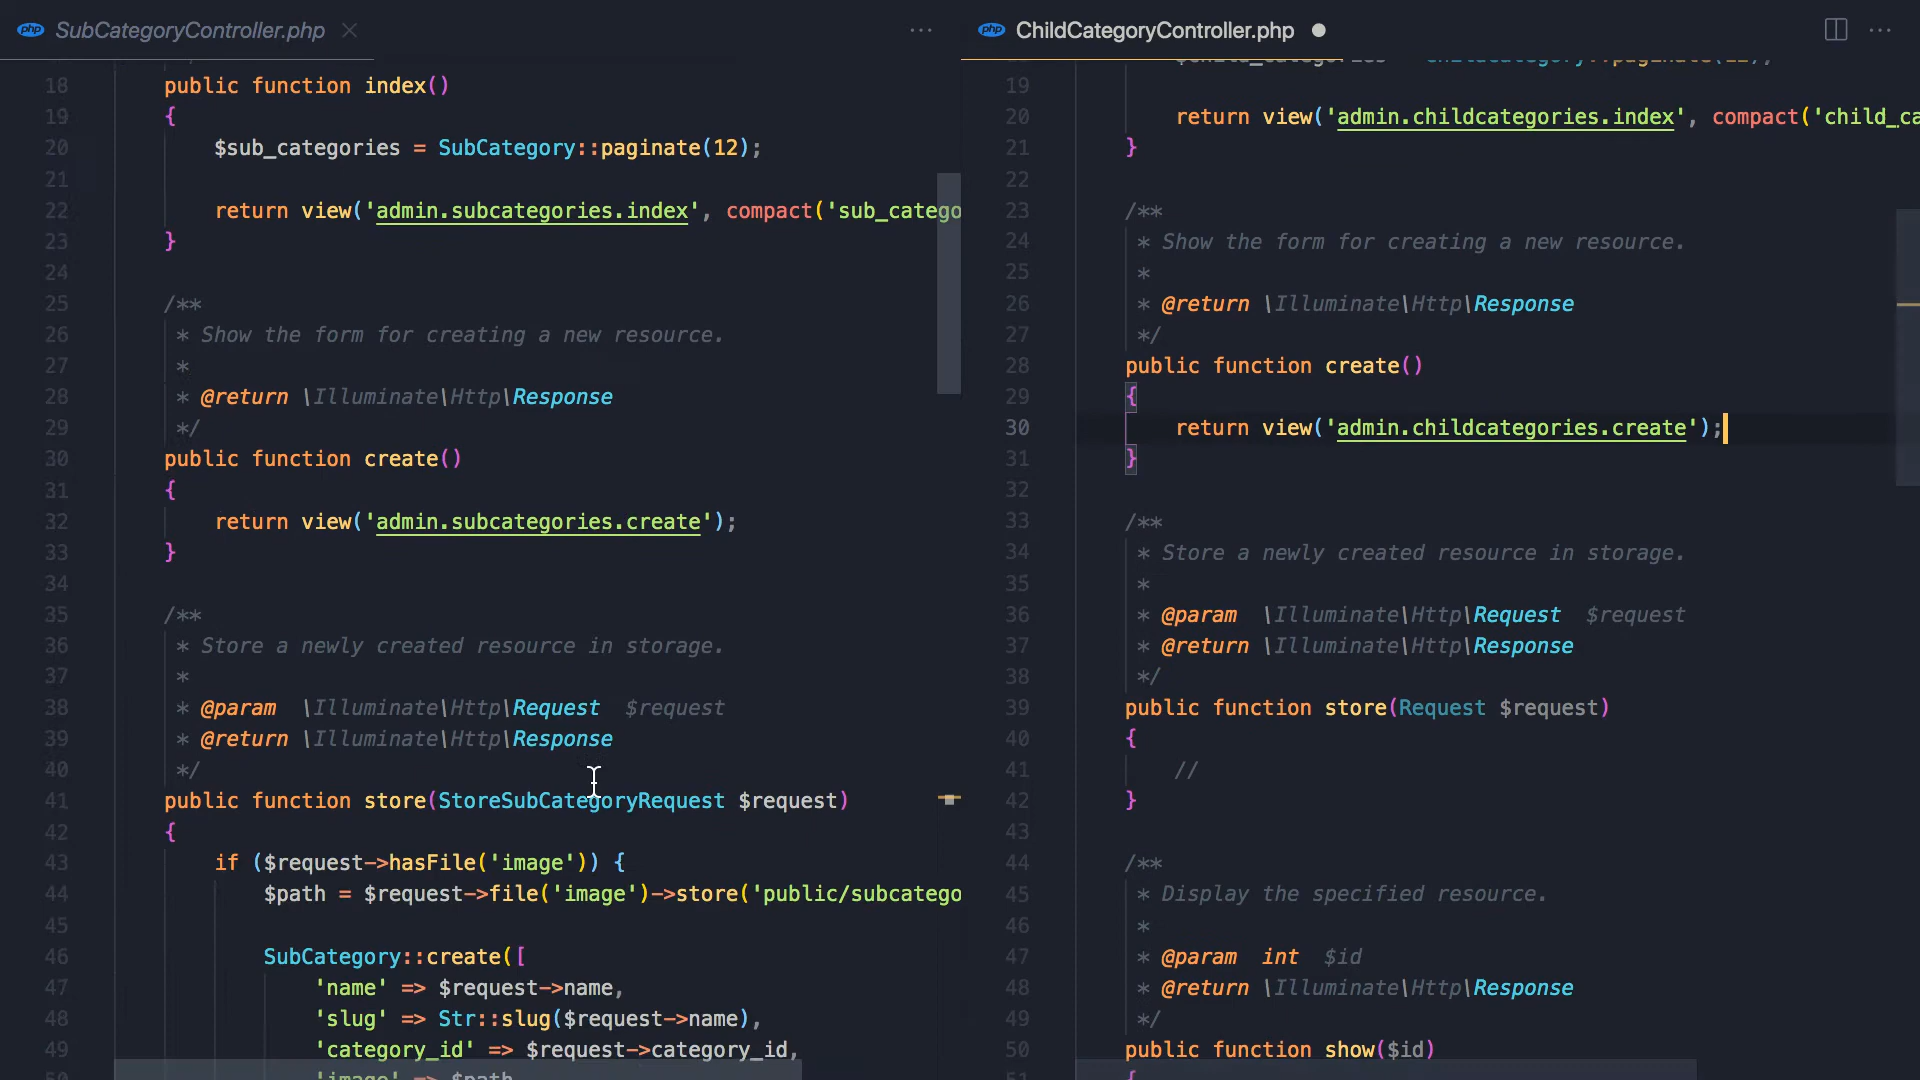 SubCategoryController.php
18 public function index()
19 {
20 $sub_categories = SubCategory::paginate(12);
21
22 return view('admin.subcategories.index', compact('sub_catego
23 }
24
25 /**
26 * Show the form for creating a new resource.
27 *
28 * @return \Illuminate\Http\Response
29 */
30 public function create()
31 {
32 return view('admin.subcategories.create');
33 }
34
35 /**
36 * Store a newly created resource in storage.
37 *
38 * @param \Illuminate\Http\Request $request
39 * @return \Illuminate\Http\Response
40 */
41 public function store(StoreSubCategoryRequest $request)
42 {
43 if ($request->hasFile('image')) {
44 $path = $request->file('image')->store('public/subcatego
45
46 SubCategory::create([
47 'name' => $request->name,
48 'slug' => Str::slug($request->name),
49 'category_id' => $request->category_id,
50 'image' => $path
php ChildCategoryController.php
19
20 return view('admin.childcategories.index', compact('child_ca
21 }
22
23 /**
24 * Show the form for creating a new resource.
25 *
26 * @return \Illuminate\Http\Response
27 */
28 public function create()
29 {
30 return view('admin.childcategories.create');
31 }
32
33 /**
34 * Store a newly created resource in storage.
35 *
36 * @param \Illuminate\Http\Request $request
37 * @return \Illuminate\Http\Response
38 */
39 public function store(Request $request)
40 {
41 //
42 }
43
44 /**
45 * Display the specified resource.
46 *
47 * @param int $id
48 * @return \Illuminate\Http\Response
49 */
50 public function show($id)
51 {